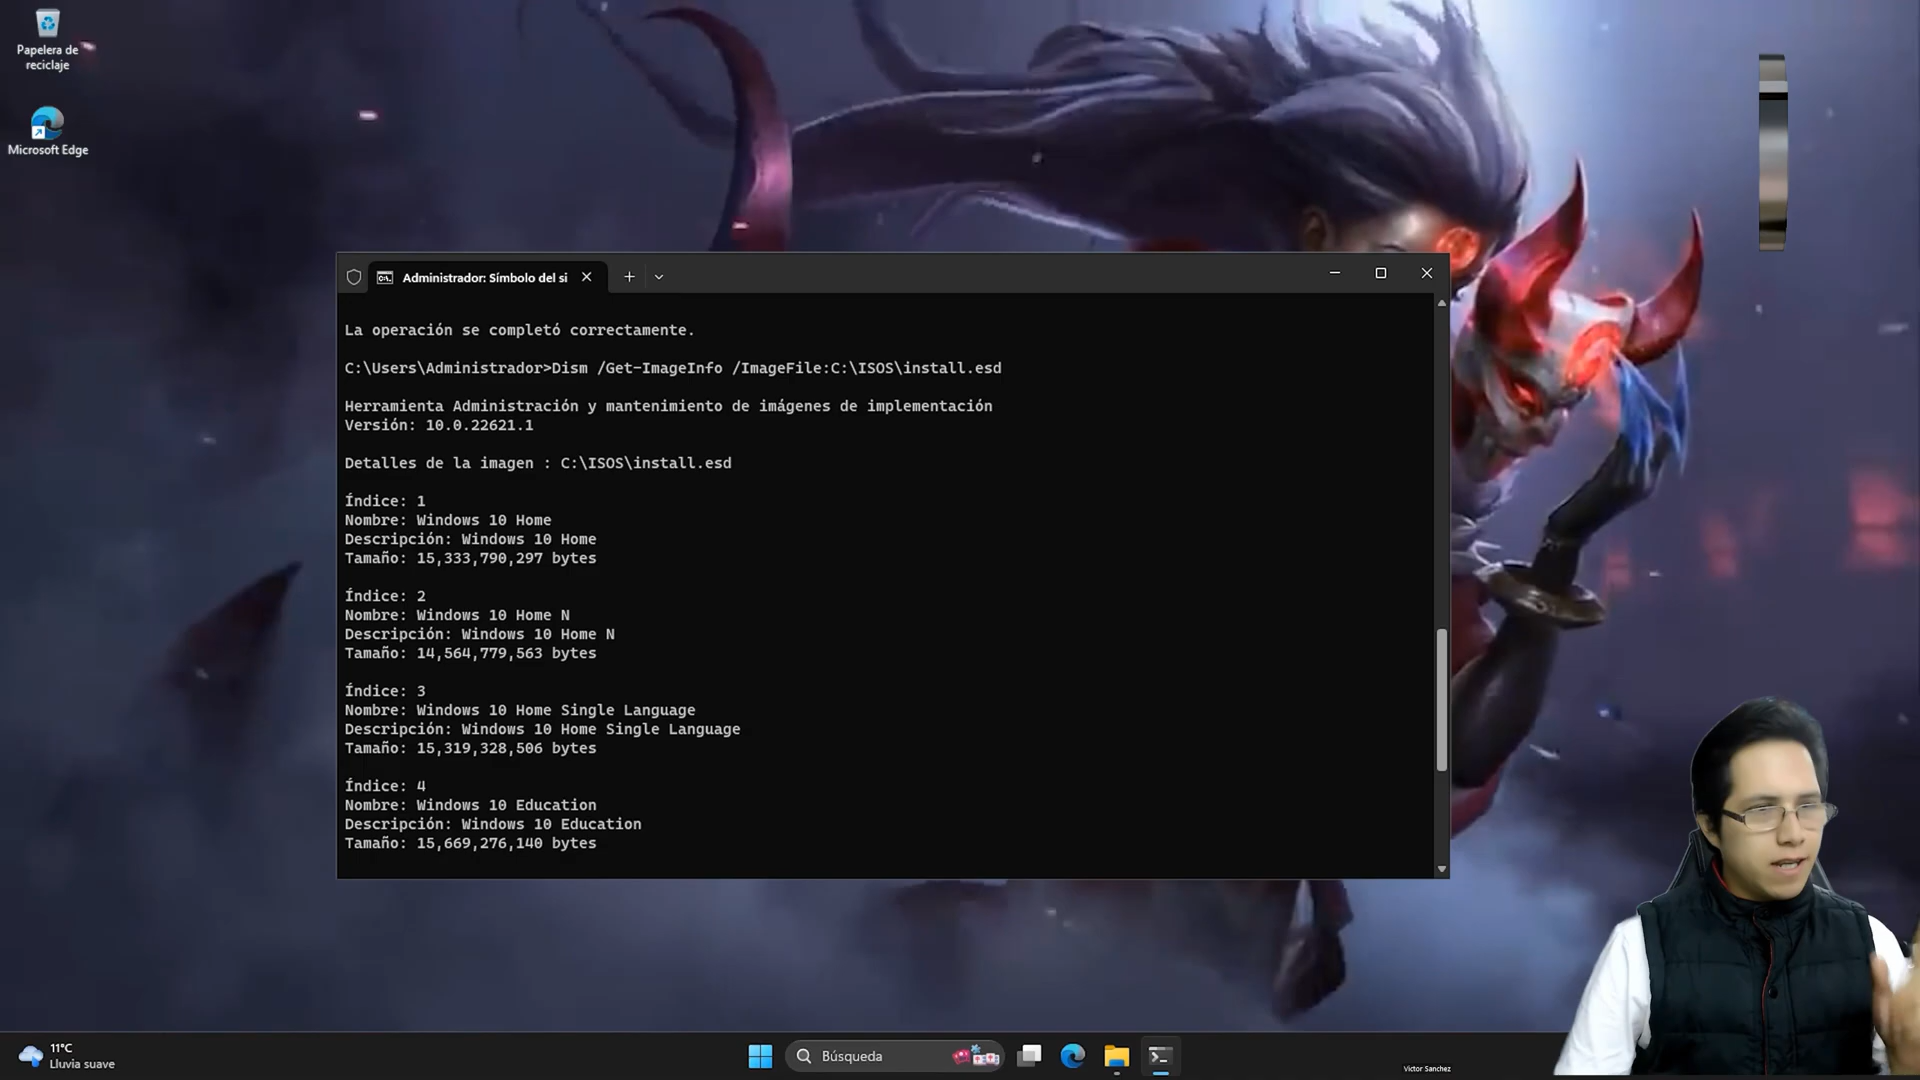 Papelera de
reciclaje
Microsoft Edge
Administrador: Símbolo del si
La operación se completó correctamente.
C:\Users\Administrador>Dism /Get-ImageInfo /ImageFile:C:\ISOS\install.esd
Herramienta Administración y mantenimiento de imágenes de implementación
Versión: 10.0.22621.1
Detalles de la imagen : C:\ISOS\install.esd
Índice: 1
Nombre: Windows 10 Home
Descripción: Windows 10 Home
Tamaño: 15,333,790,297 bytes
Índice: 2
Nombre: Windows 10 Home N
Descripción: Windows 10 Home N
Tamaño: 14,564,779,563 bytes
Índice: 3
Nombre: Windows 10 Home Single Language
Descripción: Windows 10 Home Single Language
Tamaño: 15,319,328,506 bytes
Índice: 4
Nombre: Windows 10 Education
Descripción: Windows 10 Education
Tamaño: 15,669,276,140 bytes
11°C
Lluvia suave
Búsqueda
Victor Sanchez